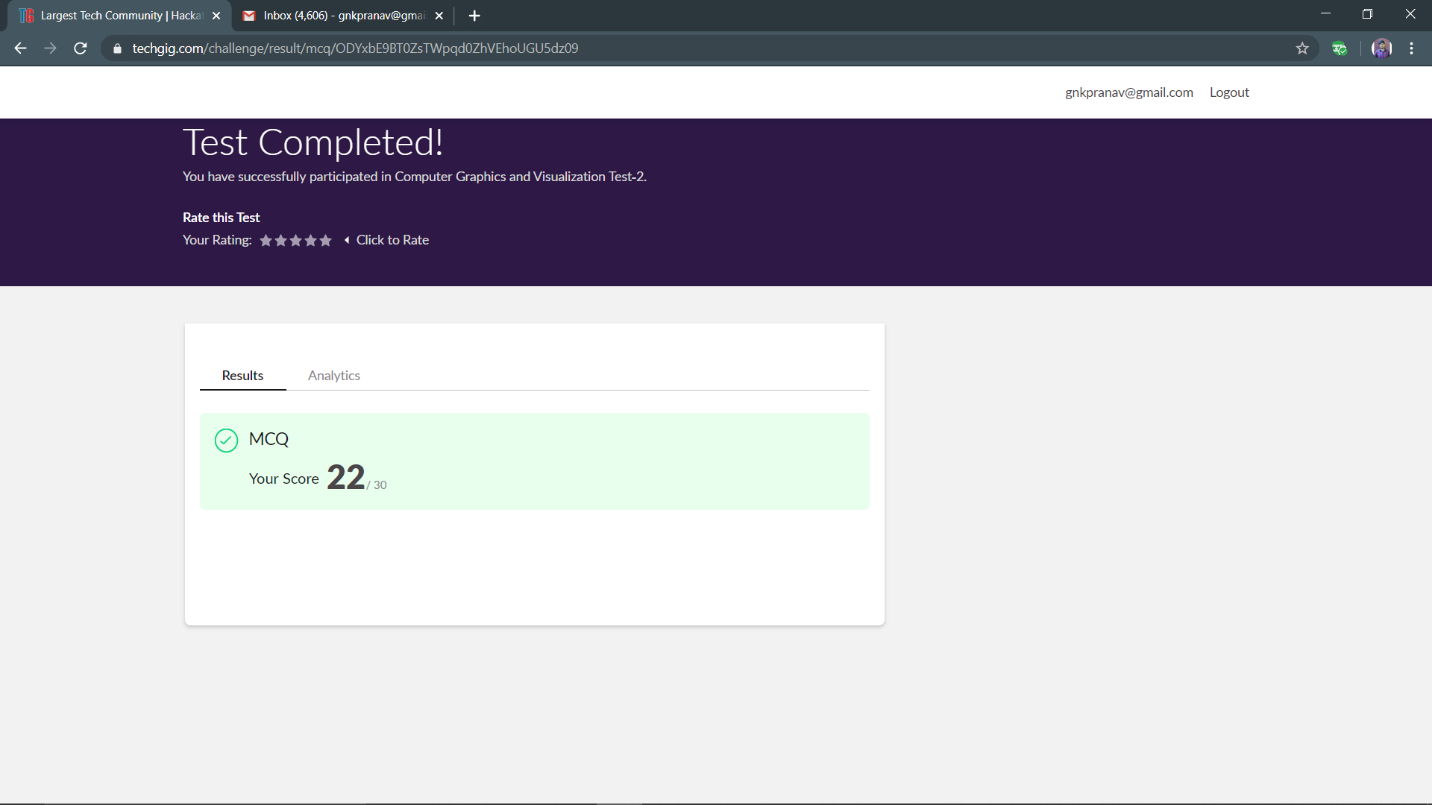 Largest Tech Community | Hacka
Inbox (4,606) - gnkpranav@gmai
techgig.com/challenge/result/mcq/ODYxbE9BT0ZsTWpqd0ZhVEhoUGU5dz09
gnkpranav@gmail.com Logout
Test Completed!
You have successfully participated in Computer Graphics and Visualization Test-2.
Rate this Test
Your Rating: Click to Rate
Results Analytics
MCQ
Your Score 22/ 30